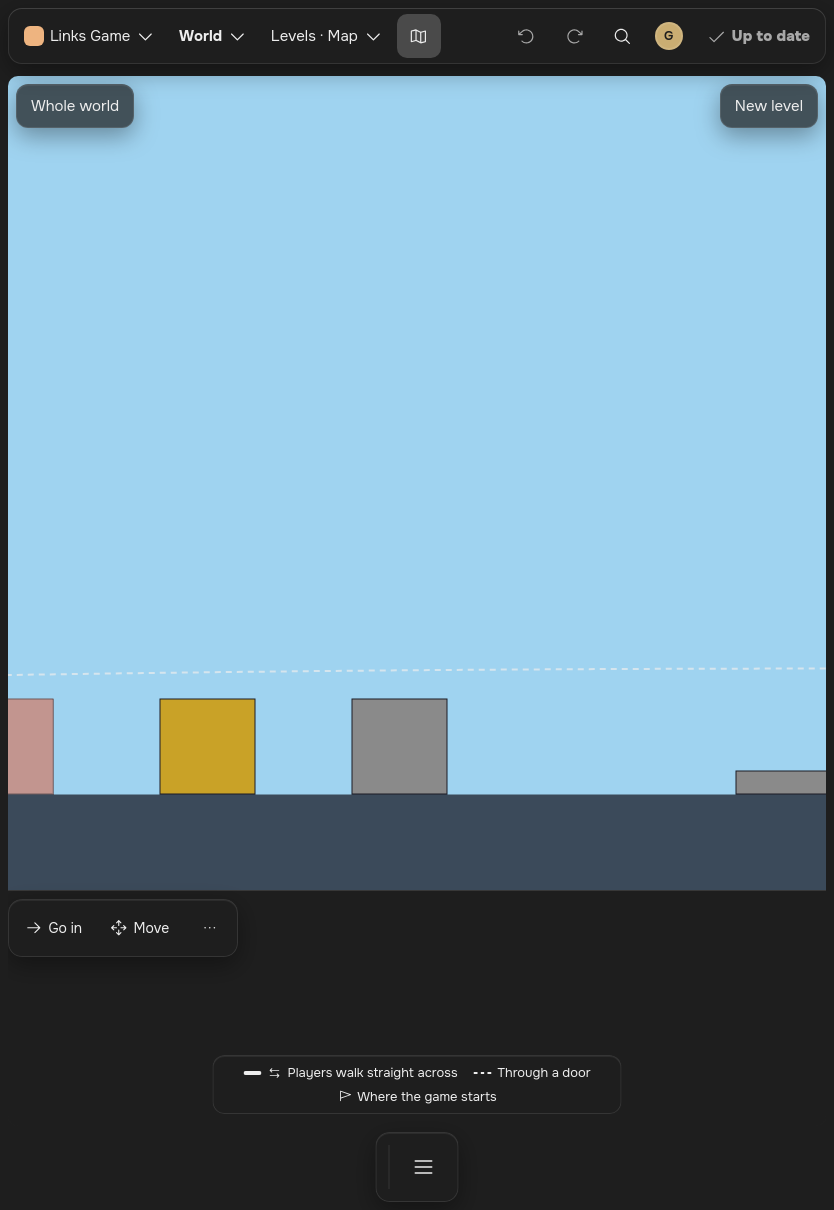 Links Game World Levels · Map G Up to date
Whole world New level
Go in Move ...
Players walk straight across Through a door
Where the game starts